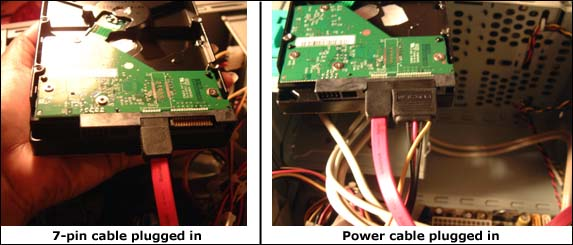 7-pin cable plugged in
Power cable plugged in